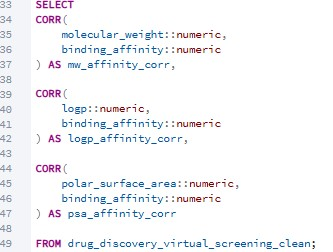 33 SELECT
34 CORR(
35 molecular_weight::numeric,
36 binding_affinity::numeric
37 ) AS mw_affinity_corr,
38
39 CORR(
40 logp::numeric,
41 binding_affinity::numeric
42 ) AS logp_affinity_corr,
43
44 CORR(
45 polar_surface_area::numeric,
46 binding_affinity::numeric
47 ) AS psa_affinity_corr
48
49 FROM drug_discovery_virtual_screening_clean;